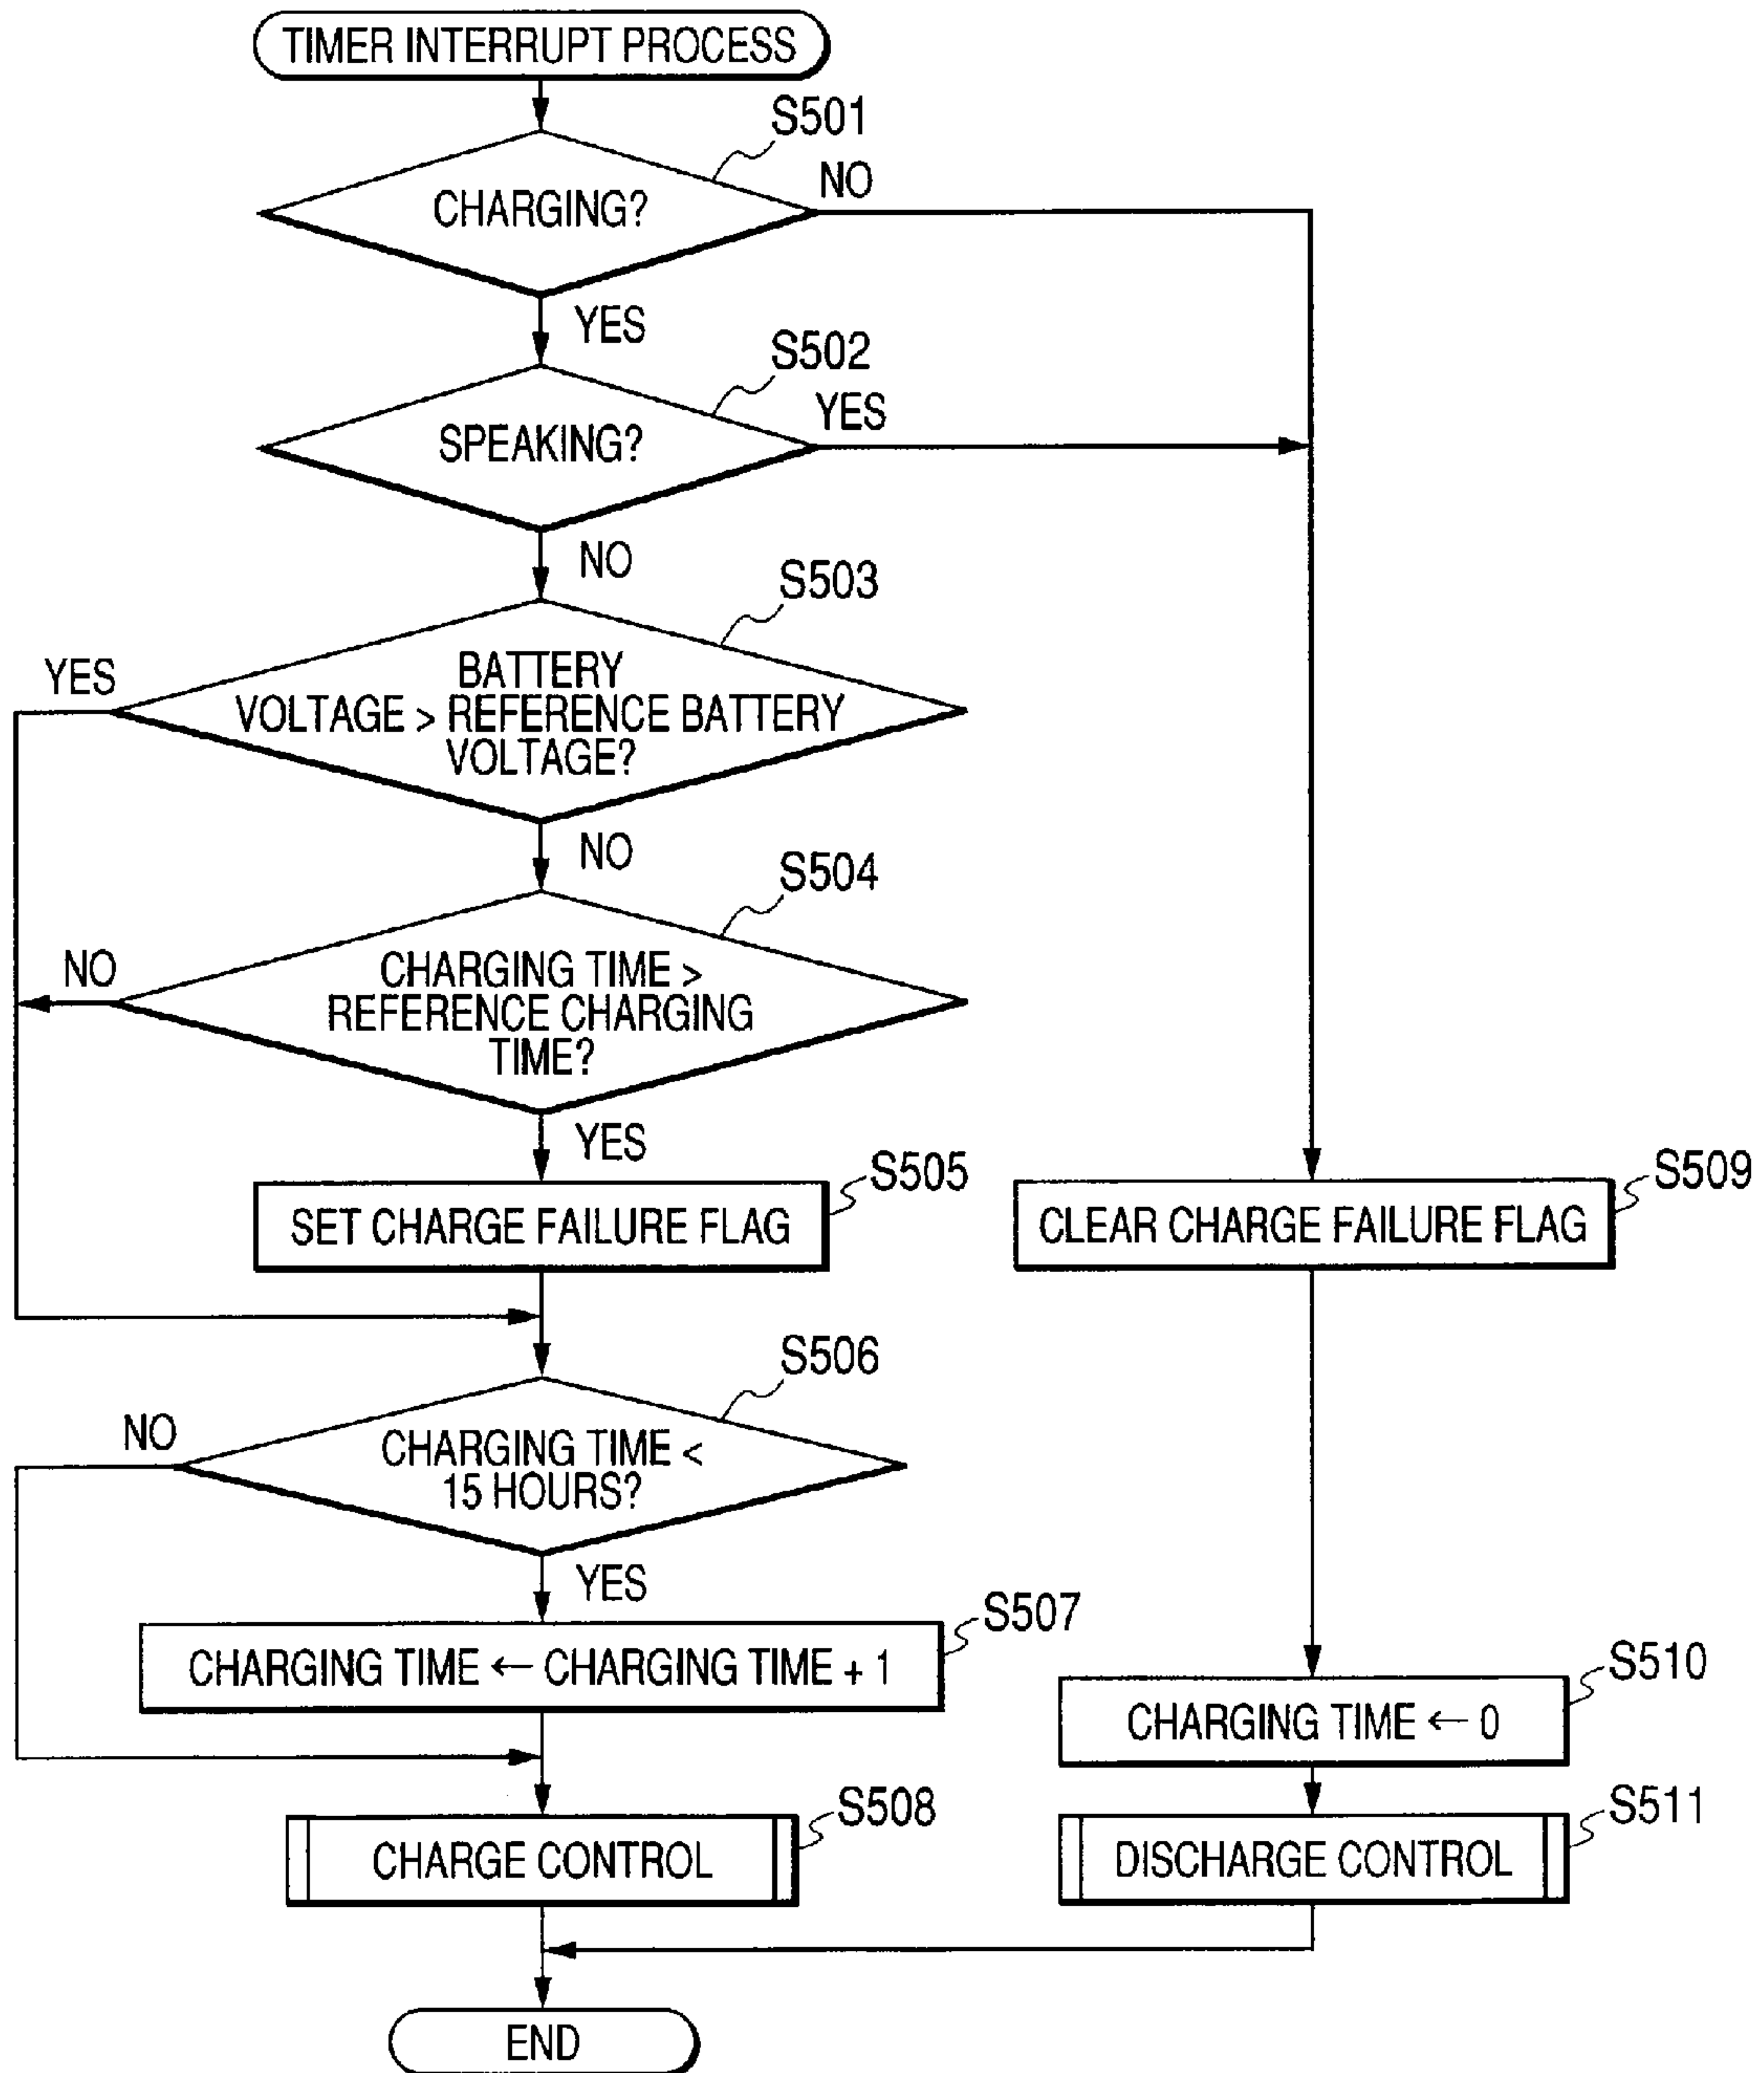 TIMER INTERRUPT PROCESS
S501
CHARGING?
NO
YES
S502
SPEAKING?
YES
NO
S503
BATTERY
VOLTAGE > REFERENCE BATTERY
VOLTAGE?
YES
NO
S504
CHARGING TIME >
REFERENCE CHARGING
TIME?
NO
YES
S505
SET CHARGE FAILURE FLAG
S509
CLEAR CHARGE FAILURE FLAG
S506
CHARGING TIME <
15 HOURS?
NO
YES
S507
CHARGING TIME ← CHARGING TIME + 1
S510
CHARGING TIME ← 0
S508
CHARGE CONTROL
S511
DISCHARGE CONTROL
END